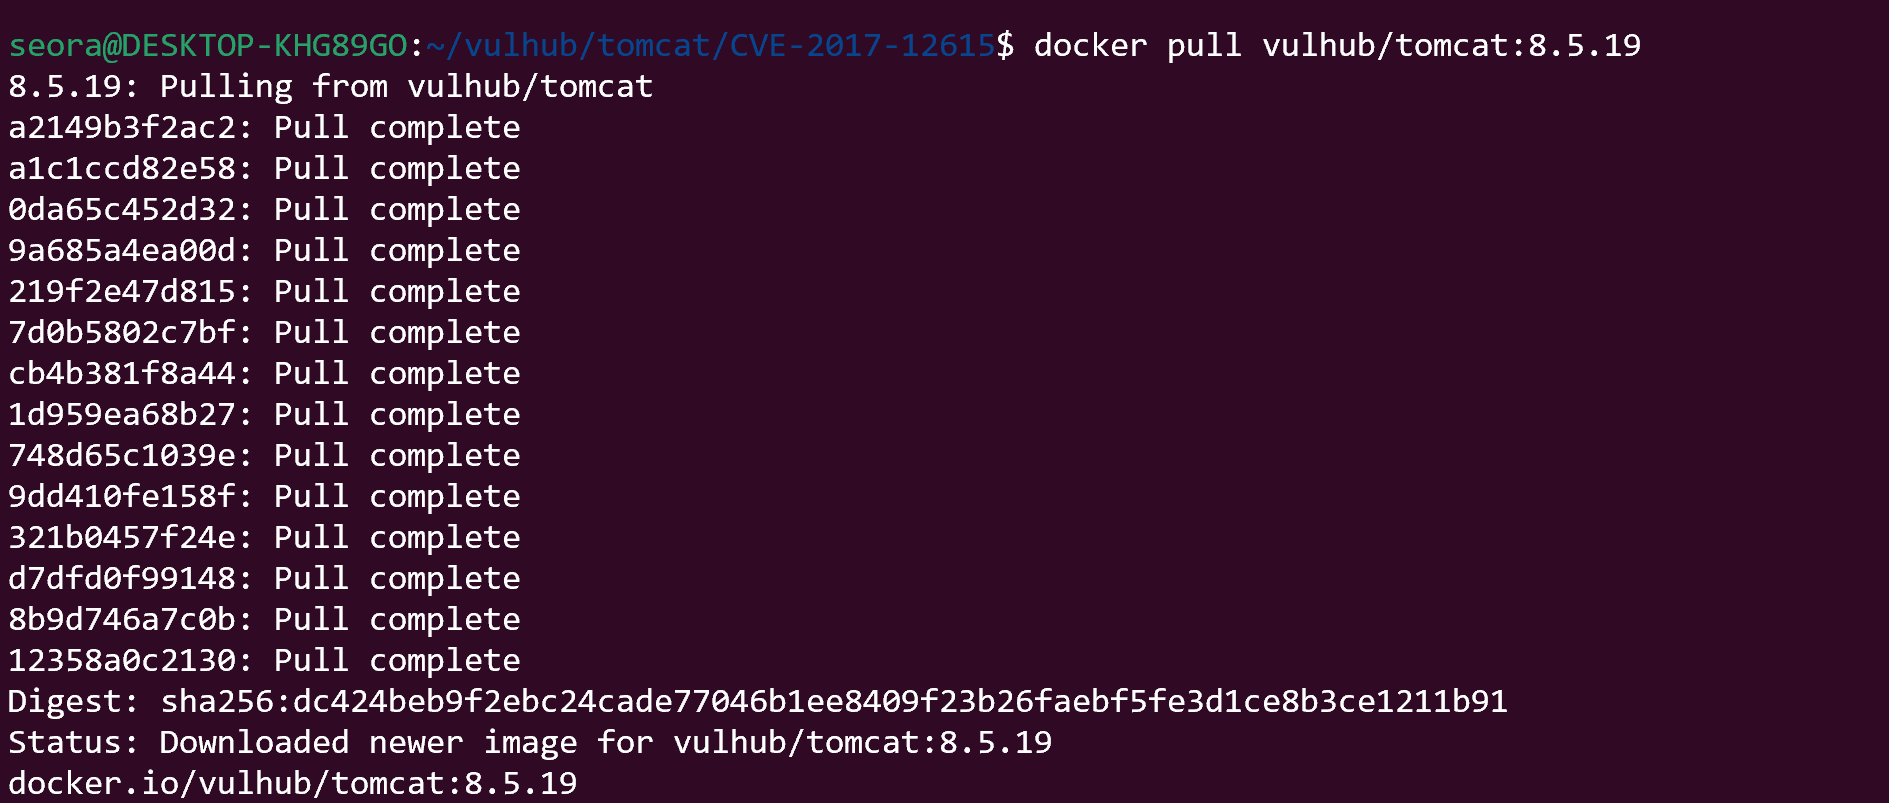 seora@DESKTOP-KHG89GO:~/vulhub/tomcat/CVE-2017-12615$ docker pull vulhub/tomcat:8.5.19
8.5.19: Pulling from vulhub/tomcat
a2149b3f2ac2: Pull complete
a1c1ccd82e58: Pull complete
0da65c452d32: Pull complete
9a685a4ea00d: Pull complete
219f2e47d815: Pull complete
7d0b5802c7bf: Pull complete
cb4b381f8a44: Pull complete
1d959ea68b27: Pull complete
748d65c1039e: Pull complete
9dd410fe158f: Pull complete
321b0457f24e: Pull complete
d7dfd0f99148: Pull complete
8b9d746a7c0b: Pull complete
12358a0c2130: Pull complete
Digest: sha256:dc424beb9f2ebc24cade77046b1ee8409f23b26faebf5fe3d1ce8b3ce1211b91
Status: Downloaded newer image for vulhub/tomcat:8.5.19
docker.io/vulhub/tomcat:8.5.19